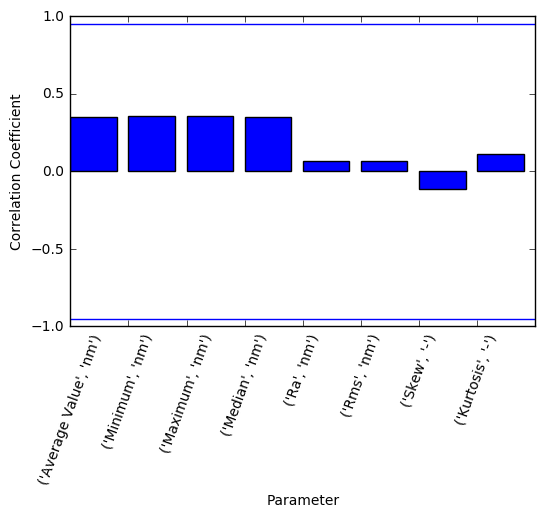 1.0
0.5
0.0
−0.5
−1.0
Correlation Coefficient
('Average Value', 'nm')
('Minimum', 'nm')
('Maximum', 'nm')
('Median', 'nm')
('Ra', 'nm')
('Rms', 'nm')
('Skew', '-')
('Kurtosis', '-')
Parameter